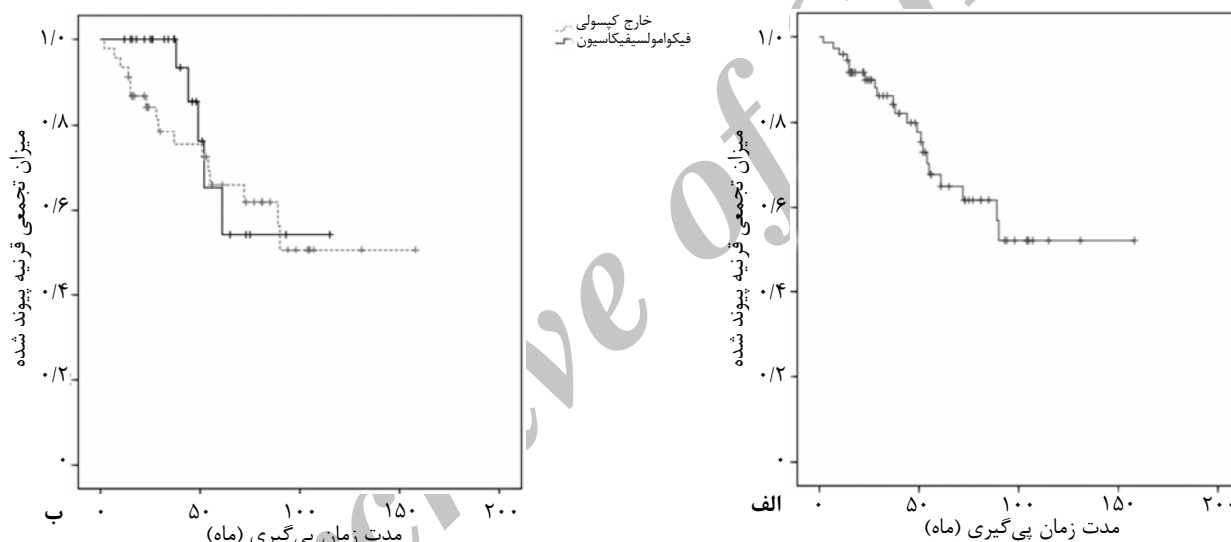 خارج کپسولی
فیکوامولسیفیکاسیون
۱/۰
۰/۸
۰/۶
۰/۴
۰/۲
۰
میزان تجمعی قرنیه پیوند شده
۰ ۵۰ ۱۰۰ ۱۵۰ ۲۰۰
مدت زمان پی‌گیری (ماه)
الف
۱/۰
۰/۸
۰/۶
۰/۴
۰/۲
۰
میزان تجمعی قرنیه پیوند شده
۰ ۵۰ ۱۰۰ ۱۵۰ ۲۰۰
مدت زمان پی‌گیری (ماه)
ب
ive of